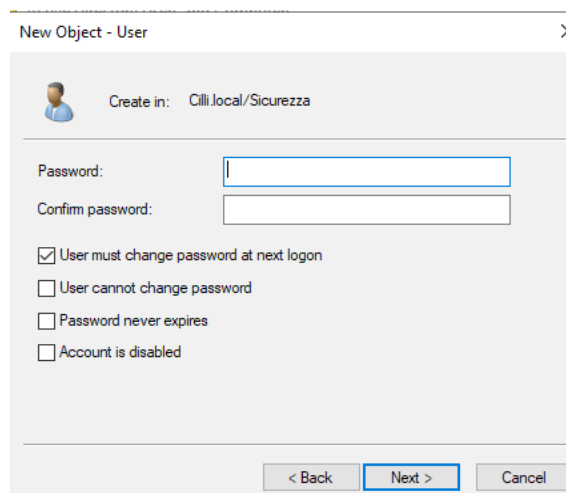 New Object - User
Create in: Cilli.local/Sicurezza
Password:
Confirm password:
User must change password at next logon
User cannot change password
Password never expires
Account is disabled
< Back Next > Cancel